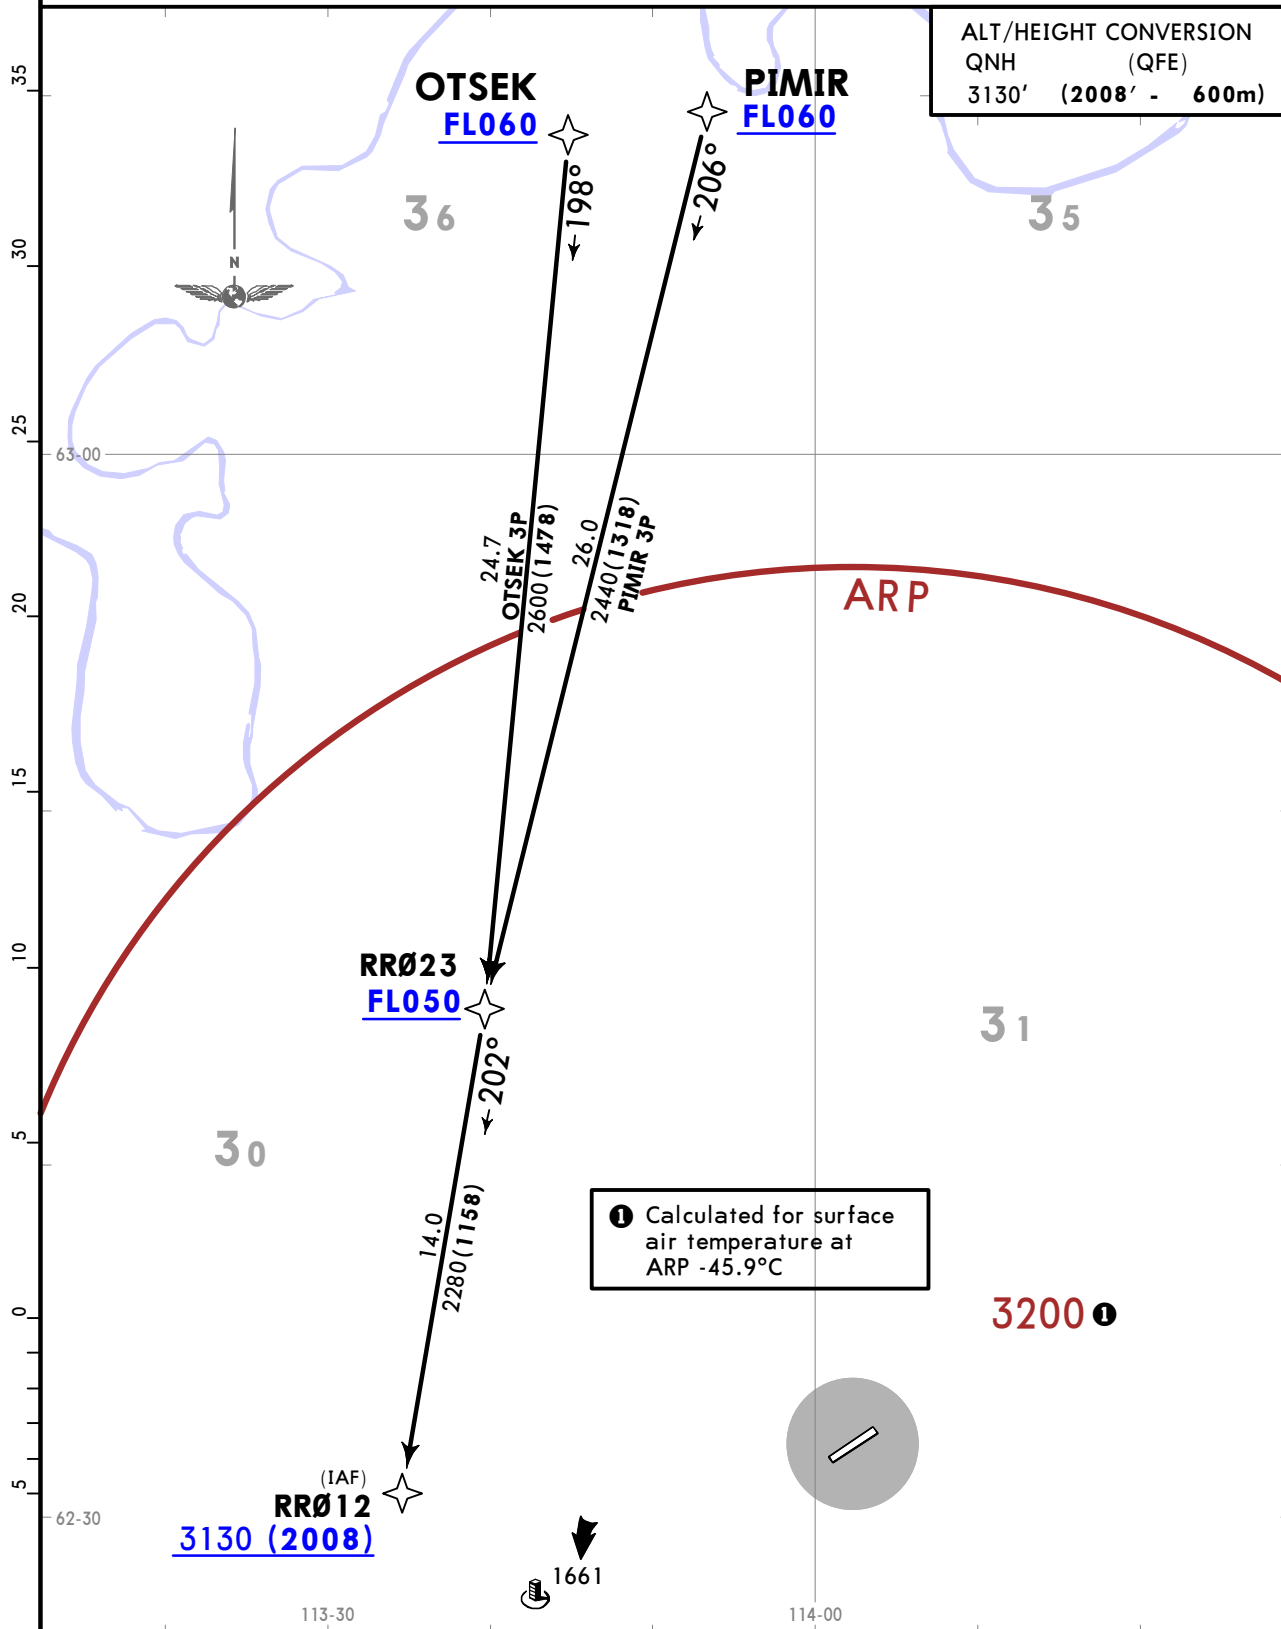 ALT/HEIGHT CONVERSION
QNH (QFE)
3130' (2008' - 600m)
OTSEK
FL060
PIMIR
FL060
198°
206°
36
35
N
63-00
24.7
OTSEK 3P
2600(1478)
26.0
2440(1318)
PIMIR 3P
ARP
RRØ23
FL050
202°
31
30
14.0
2280(1158)
1 Calculated for surface
air temperature at
ARP -45.9°C
3200 1
(IAF)
RRØ12
3130 (2008)
62-30
1661
113-30
114-00
35
30
25
20
15
10
5
0
5